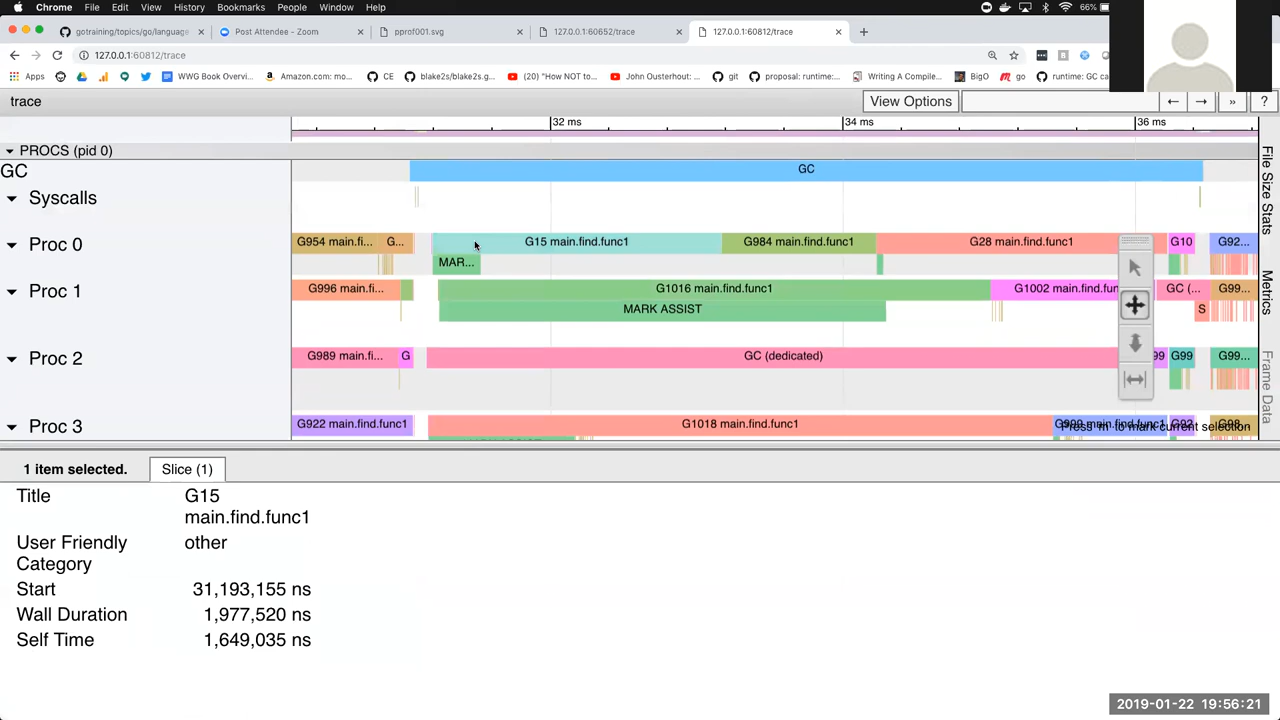 Chrome File Edit View History Bookmarks People Window Help 66%
gotraining/topics/go/languag Post Attendee - Zoom pprof001.svg 127.0.0.1:60652/trace 127.0.0.1:60812/trace
127.0.0.1:60812/trace
Apps WWG Book Overvi... Amazon.com: mo... CE blake2s/blake2s.g... (20) "How NOT to... John Ousterhout:... git proposal: runtime:... Writing A Compile... BigO go runtime: GC ca
trace View Options ← → » ?
32 ms 34 ms 36 ms
PROCS (pid 0)
GC GC
Syscalls
Proc 0 G954 main.fi... G... G15 main.find.func1 G984 main.find.func1 G28 main.find.func1 G10 G92...
MAR...
Proc 1 G996 main.fi... G1016 main.find.func1 G1002 main.find.fun GC (... G99...
MARK ASSIST S
Proc 2 G989 main.fi... G GC (dedicated) 99 G99 G99...
Proc 3 G922 main.find.func1 G1018 main.find.func1 G92
Press 'm' to mark current selection
File Size Stats
Metrics
Frame Data
1 item selected. Slice (1)
Title G15
main.find.func1
User Friendly other
Category
Start 31,193,155 ns
Wall Duration 1,977,520 ns
Self Time 1,649,035 ns
2019-01-22 19:56:21